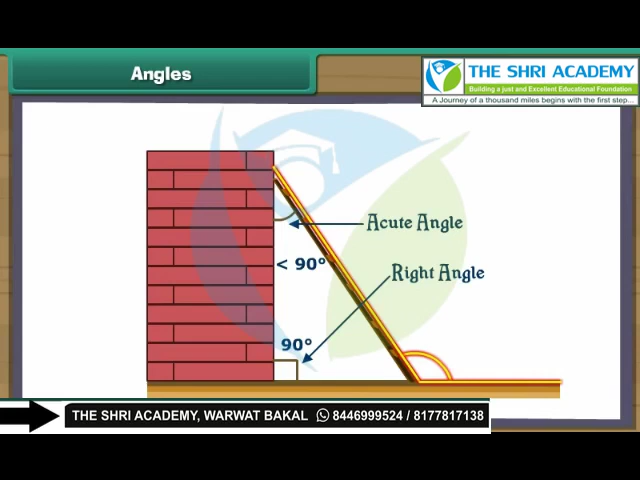 Angles
THE SHRI ACADEMY
Building a just and Excellent Educational Foundation
A Journey of a thousand miles begins with the first step...
Acute Angle
< 90°
Right Angle
90°
THE SHRI ACADEMY, WARWAT BAKAL 8446999524 / 8177817138